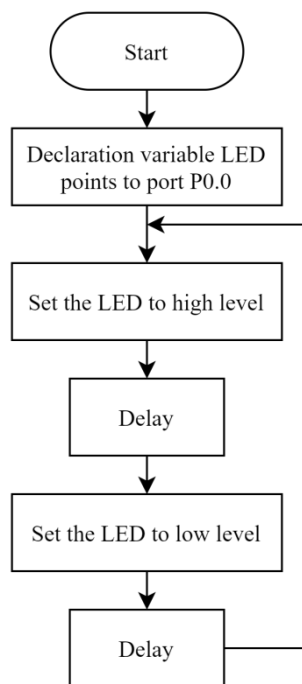 Start
Declaration variable LED
points to port P0.0
Set the LED to high level
Delay
Set the LED to low level
Delay